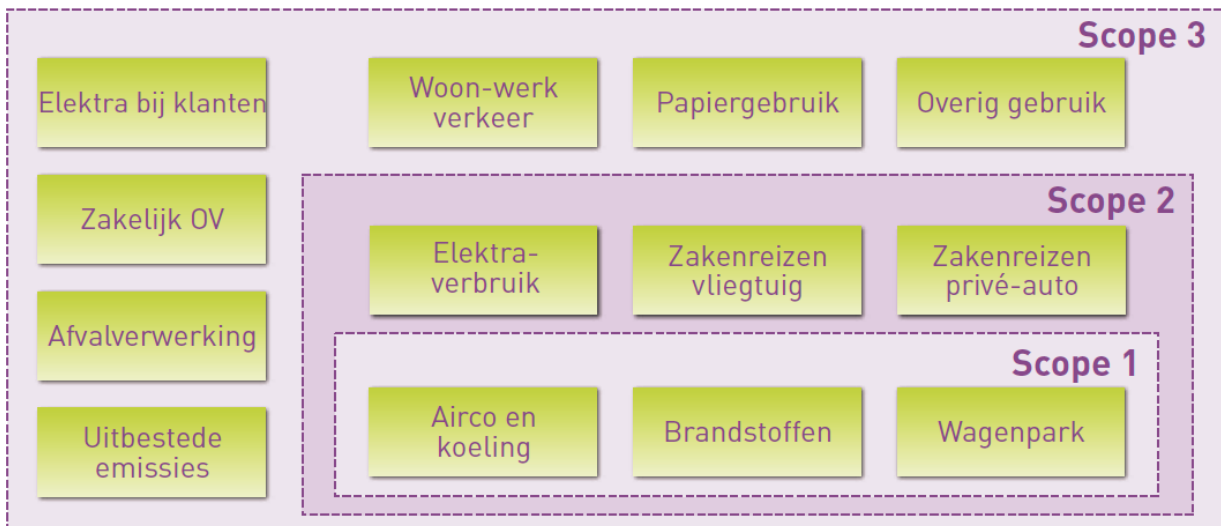 Scope 3
Elektra bij klanten
Woon-werk
verkeer
Papiergebruik
Overig gebruik
Zakelijk OV
Afvalverwerking
Uitbestede
emissies
Scope 2
Elektra-
verbruik
Zakenreizen
vliegtuig
Zakenreizen
privé-auto
Scope 1
Airco en
koeling
Brandstoffen
Wagenpark